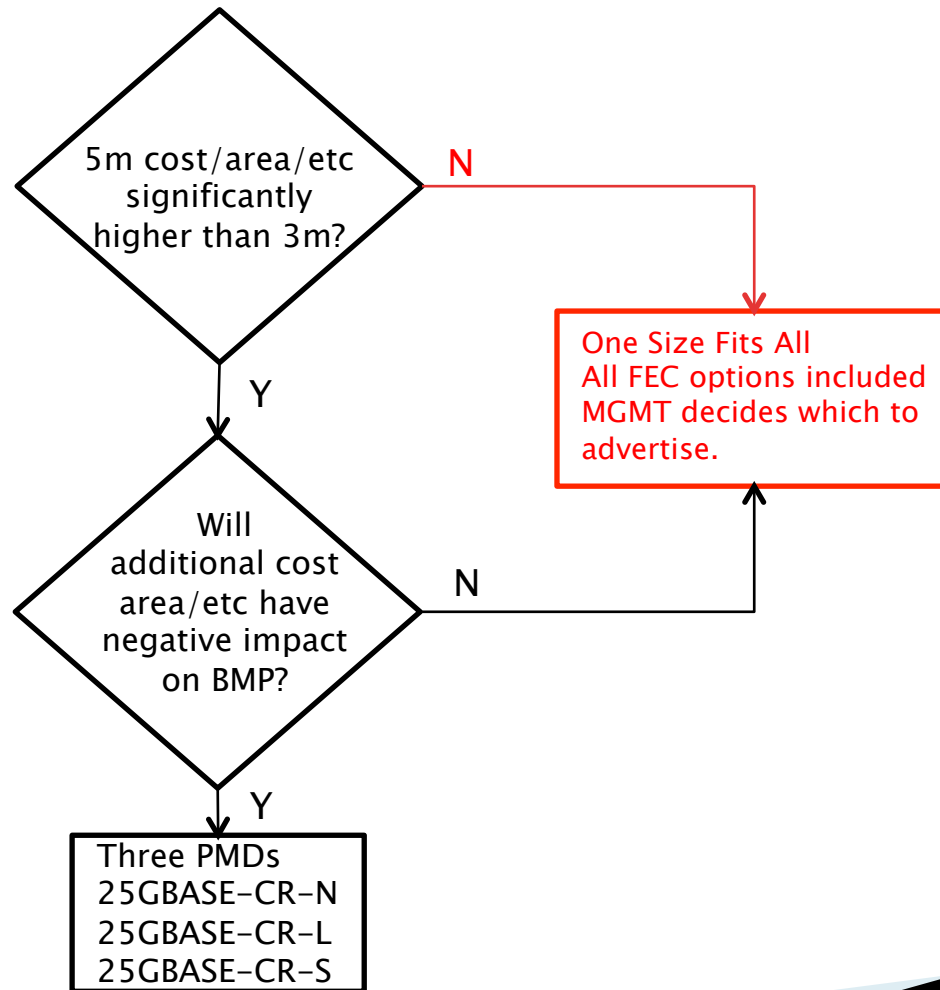 5m cost/area/etc
significantly
higher than 3m?
N
One Size Fits All
All FEC options included
MGMT decides which to
advertise.
Y
Will
additional cost
area/etc have
negative impact
on BMP?
N
Y
Three PMDs
25GBASE-CR-N
25GBASE-CR-L
25GBASE-CR-S